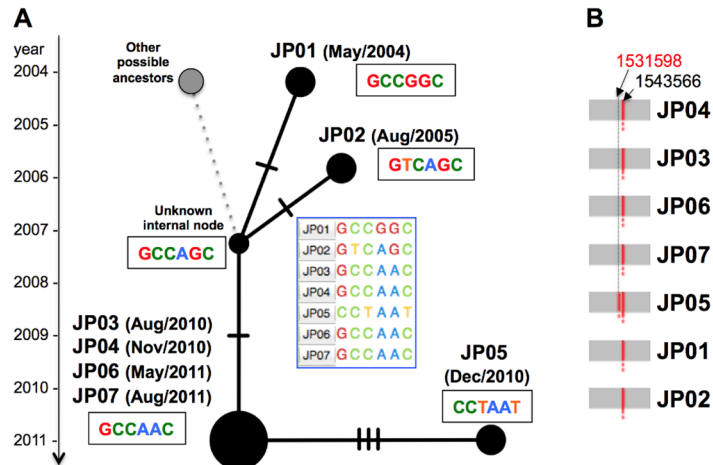 A
year
2004
2005
2006
2007
2008
2009
2010
2011
Other
possible
ancestors
JP01 (May/2004)
GCCGGC
JP02 (Aug/2005)
GTCAGC
Unknown
internal node
GCCAGC
JP01 GCCGGC
JP02 GTCAGC
JP03 GCCAAC
JP04 GCCAAC
JP05 CCTAAT
JP06 GCCAAC
JP07 GCCAAC
JP03 (Aug/2010)
JP04 (Nov/2010)
JP06 (May/2011)
JP07 (Aug/2011)
GCCAAC
JP05
(Dec/2010)
CCTAAT
B
1531598
1543566
JP04
JP03
JP06
JP07
JP05
JP01
JP02